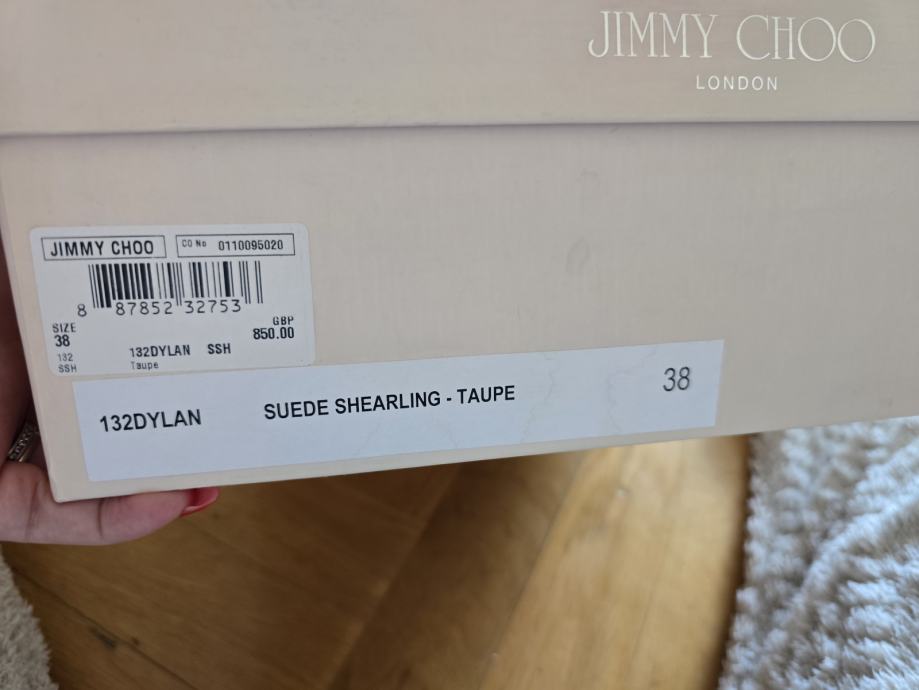 JIMMY CHOO
LONDON
JIMMY CHOO CO No 0110095020
8 87852 32753
SIZE GBP
38 850.00
132 132DYLAN SSH
SSH Taupe
132DYLAN SUEDE SHEARLING - TAUPE 38